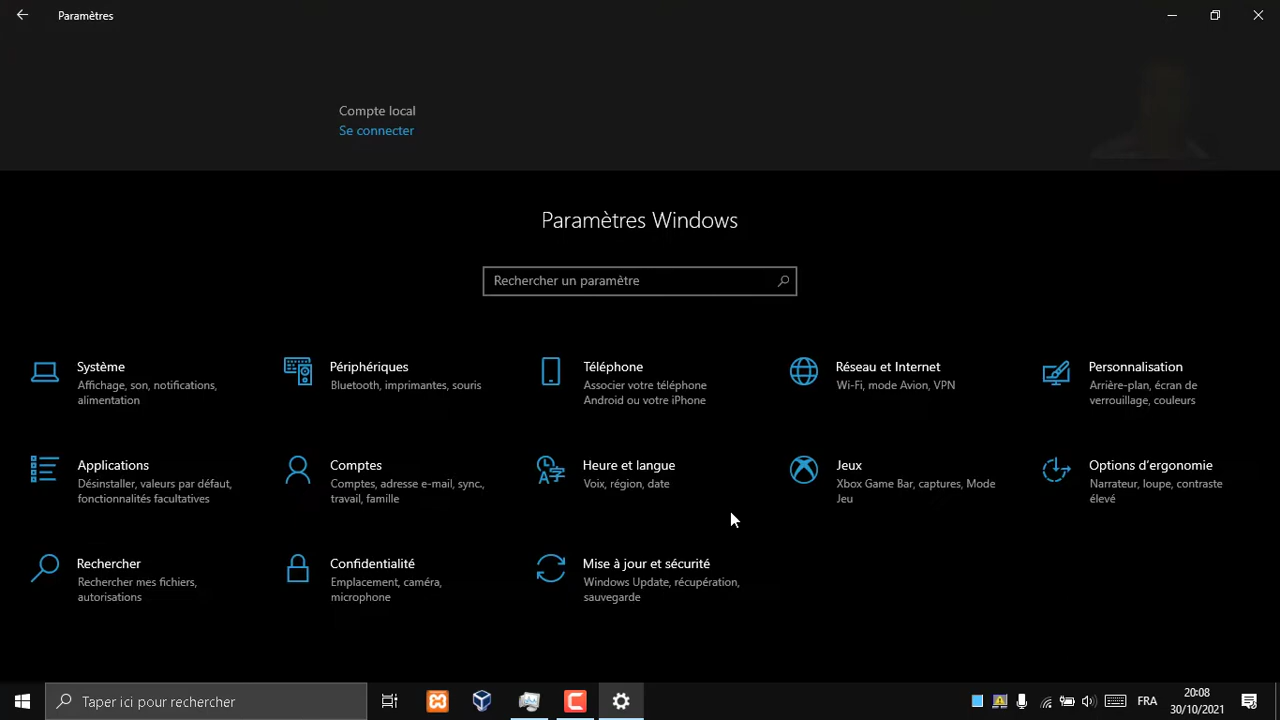 Paramètres
Compte local
Se connecter
Paramètres Windows
Rechercher un paramètre
Système
Affichage, son, notifications,
alimentation
Périphériques
Bluetooth, imprimantes, souris
Téléphone
Associer votre téléphone
Android ou votre iPhone
Réseau et Internet
Wi-Fi, mode Avion, VPN
Personnalisation
Arrière-plan, écran de
verrouillage, couleurs
Applications
Désinstaller, valeurs par défaut,
fonctionnalités facultatives
Comptes
Comptes, adresse e-mail, sync.,
travail, famille
Heure et langue
Voix, région, date
Jeux
Xbox Game Bar, captures, Mode
Jeu
Options d’ergonomie
Narrateur, loupe, contraste
élevé
Rechercher
Rechercher mes fichiers,
autorisations
Confidentialité
Emplacement, caméra,
microphone
Mise à jour et sécurité
Windows Update, récupération,
sauvegarde
Taper ici pour rechercher
FRA
20:08
30/10/2021